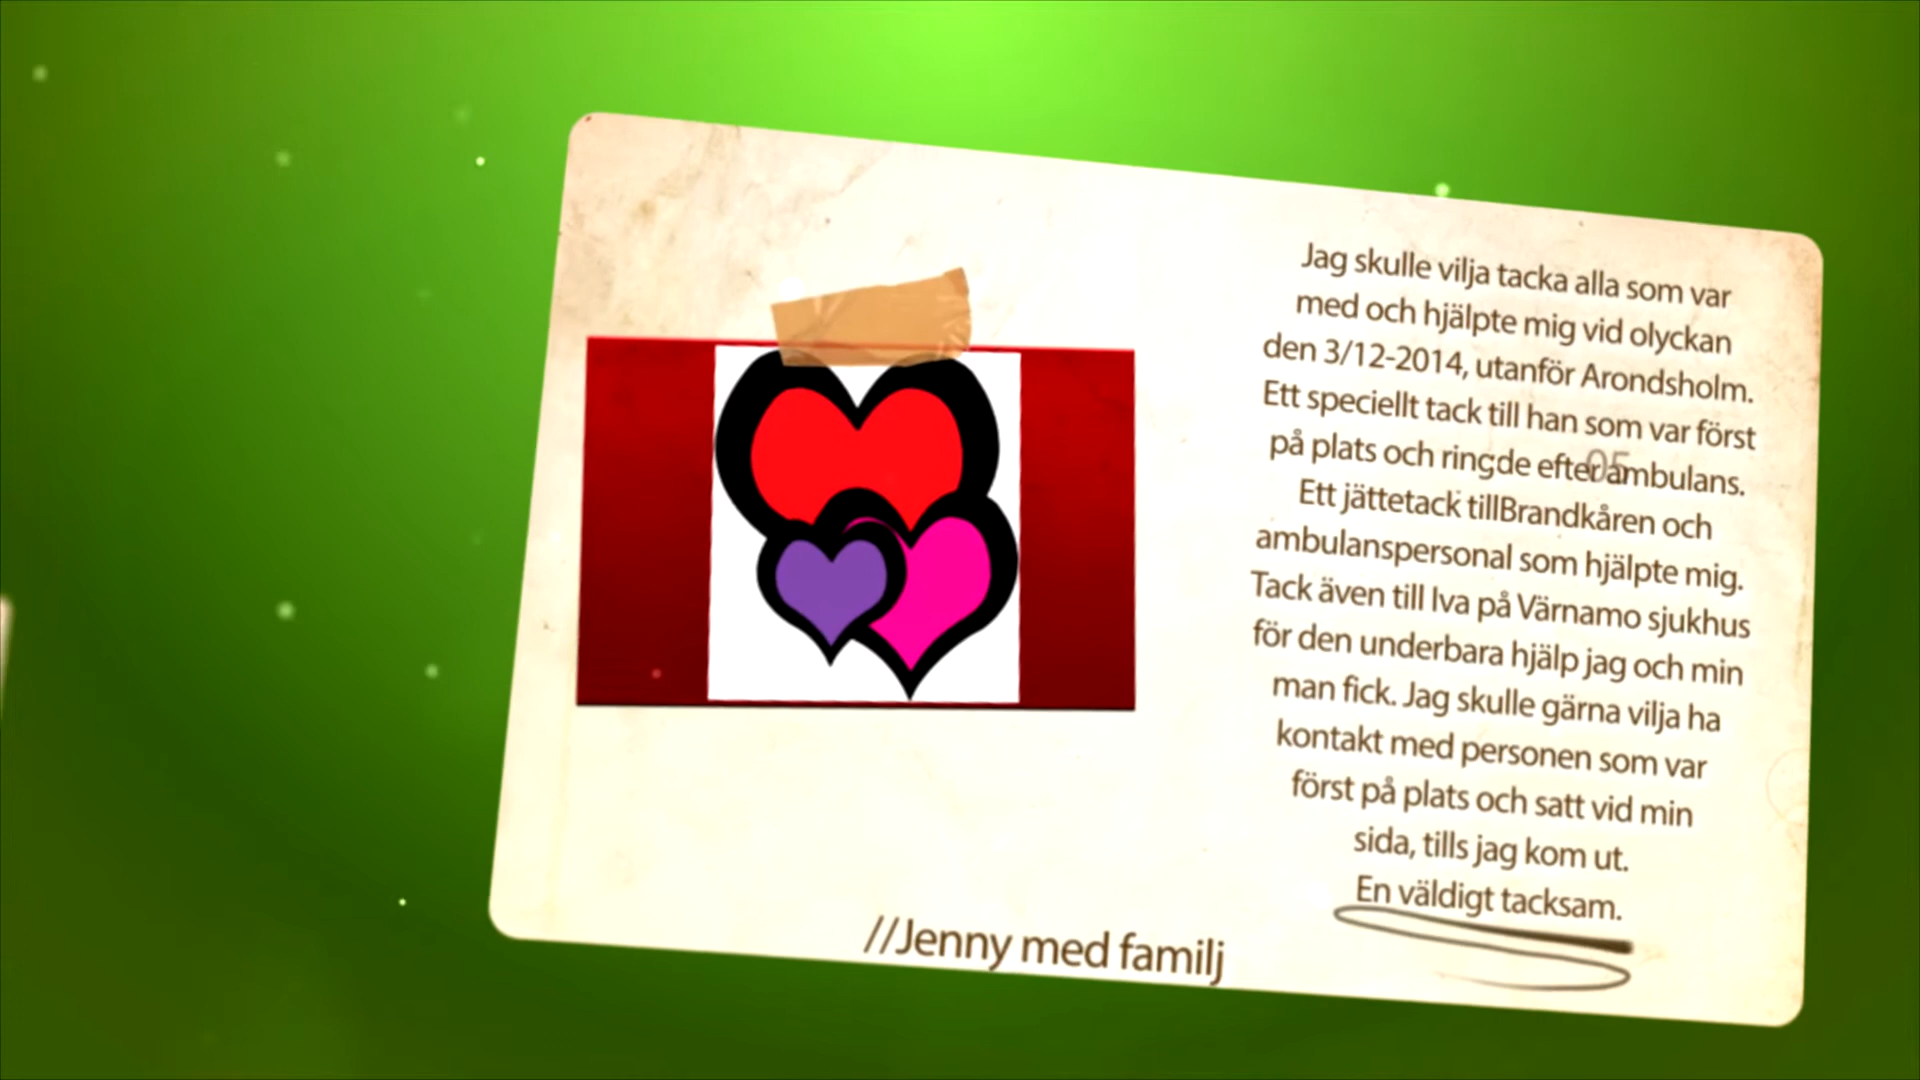 Jag skulle vilja tacka alla som var
med och hjälpte mig vid olyckan
den 3/12-2014, utanför Arondsholm.
Ett speciellt tack till han som var först
på plats och ringde efter ambulans.
05
Ett jättetack tillBrandkåren och
ambulanspersonal som hjälpte mig.
Tack även till Iva på Värnamo sjukhus
för den underbara hjälp jag och min
man fick. Jag skulle gärna vilja ha
kontakt med personen som var
först på plats och satt vid min
sida, tills jag kom ut.
En väldigt tacksam.
//Jenny med familj